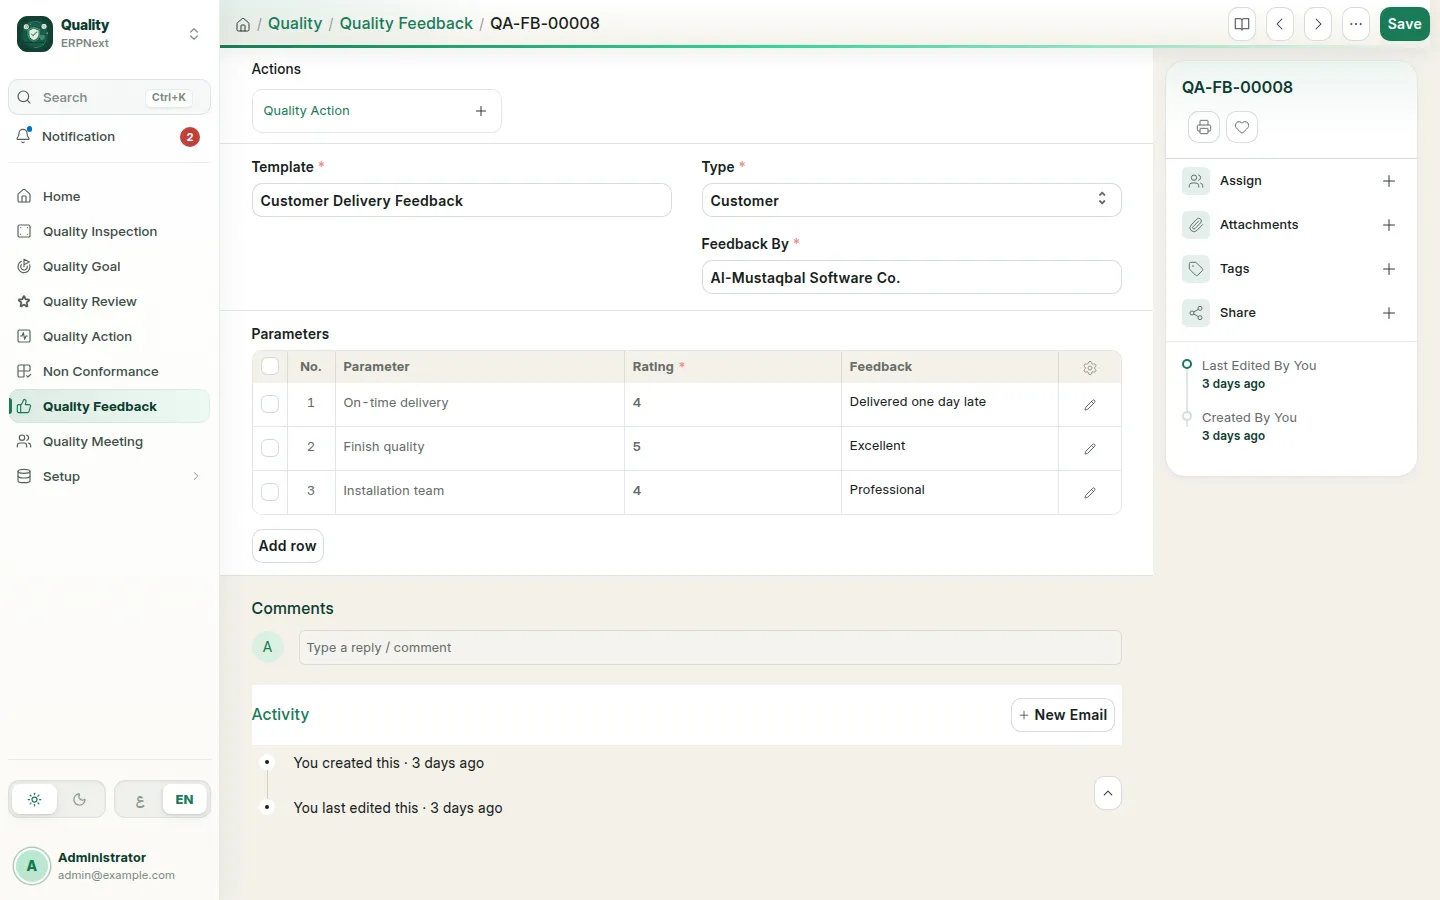 Quality
ERPNext
Search
Ctrl+K
Notification
2
Home
Quality Inspection
Quality Goal
Quality Review
Quality Action
Non Conformance
Quality Feedback
Quality Meeting
Setup
ع
EN
A
Administrator
admin@example.com
/ Quality / Quality Feedback / QA-FB-00008
Save
Actions
Quality Action
Template *
Customer Delivery Feedback
Type *
Customer
Feedback By *
Al-Mustaqbal Software Co.
Parameters
No. Parameter Rating * Feedback
1 On-time delivery 4 Delivered one day late
2 Finish quality 5 Excellent
3 Installation team 4 Professional
Add row
Comments
A
Type a reply / comment
Activity
+ New Email
You created this · 3 days ago
You last edited this · 3 days ago
QA-FB-00008
Assign
Attachments
Tags
Share
Last Edited By You
3 days ago
Created By You
3 days ago